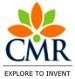 CMR
EXPLORE TO INVENT